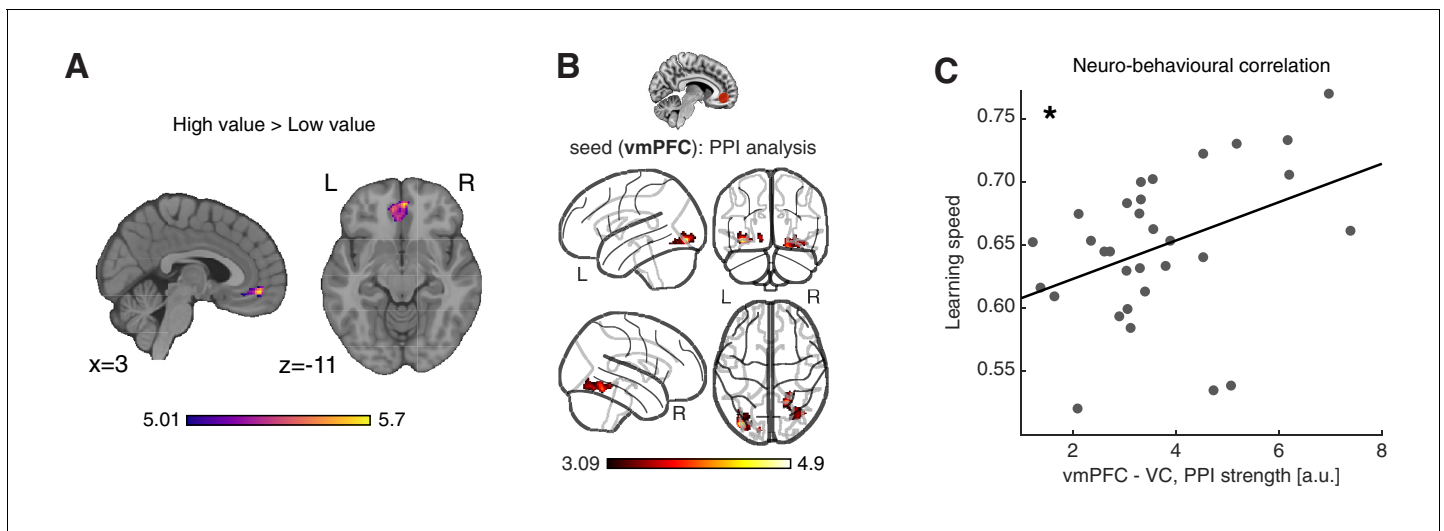 A
High value > Low value
L
R
x=3
z=-11
5.01
5.7
B
seed (vmPFC): PPI analysis
L
L
R
R
3.09
4.9
C
Neuro-behavioural correlation
*
0.75
0.70
0.65
0.60
0.55
Learning speed
2
4
6
8
vmPFC - VC, PPI strength [a.u.]